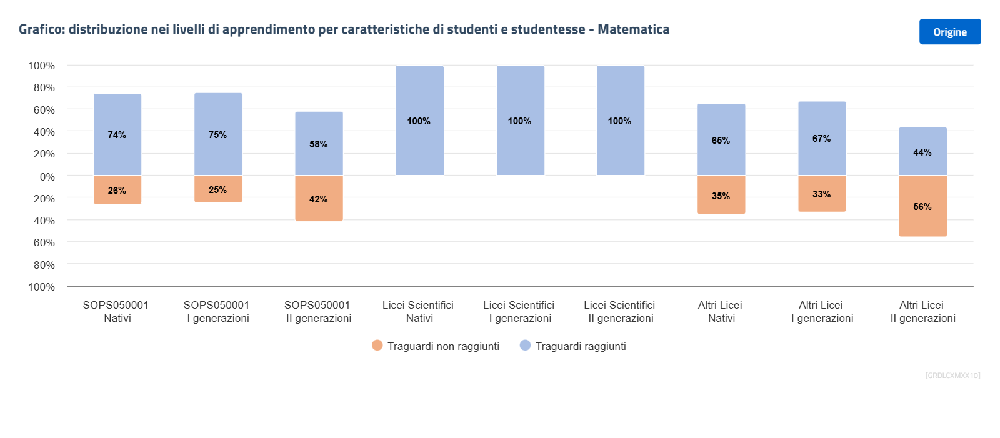 Grafico: distribuzione nei livelli di apprendimento per caratteristiche di studenti e studentesse - Matematica
Origine
100%
80%
60%
40%
20%
0%
20%
40%
60%
80%
100%
74%
75%
58%
100%
100%
100%
65%
67%
44%
26%
25%
42%
35%
33%
56%
SOPS050001
Nativi
SOPS050001
I generazioni
SOPS050001
II generazioni
Licei Scientifici
Nativi
Licei Scientifici
I generazioni
Licei Scientifici
II generazioni
Altri Licei
Nativi
Altri Licei
I generazioni
Altri Licei
II generazioni
Traguardi non raggiunti
Traguardi raggiunti
[GRDLCXMXX10]